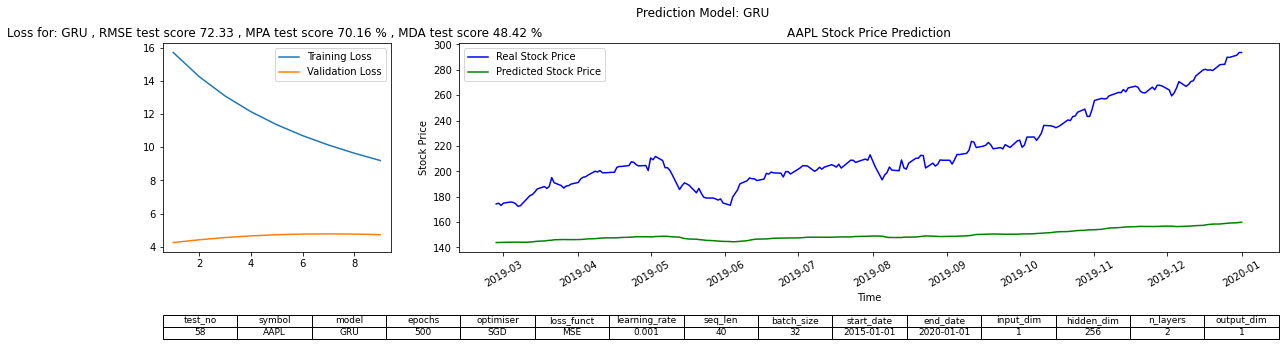 Prediction Model: GRU
Loss for: GRU , RMSE test score 72.33 , MPA test score 70.16 % , MDA test score 48.42 %
AAPL Stock Price Prediction
16
14
12
10
8
6
4
2
4
6
8
Training Loss
Validation Loss
Stock Price
300
280
260
240
220
200
180
160
140
Real Stock Price
Predicted Stock Price
2019-03
2019-04
2019-05
2019-06
2019-07
2019-08
2019-09
2019-10
2019-11
2019-12
2020-01
Time
test_no symbol model epochs optimiser loss_funct learning_rate seq_len batch_size start_date end_date input_dim hidden_dim n_layers output_dim
58 AAPL GRU 500 SGD MSE 0.001 40 32 2015-01-01 2020-01-01 1 256 2 1